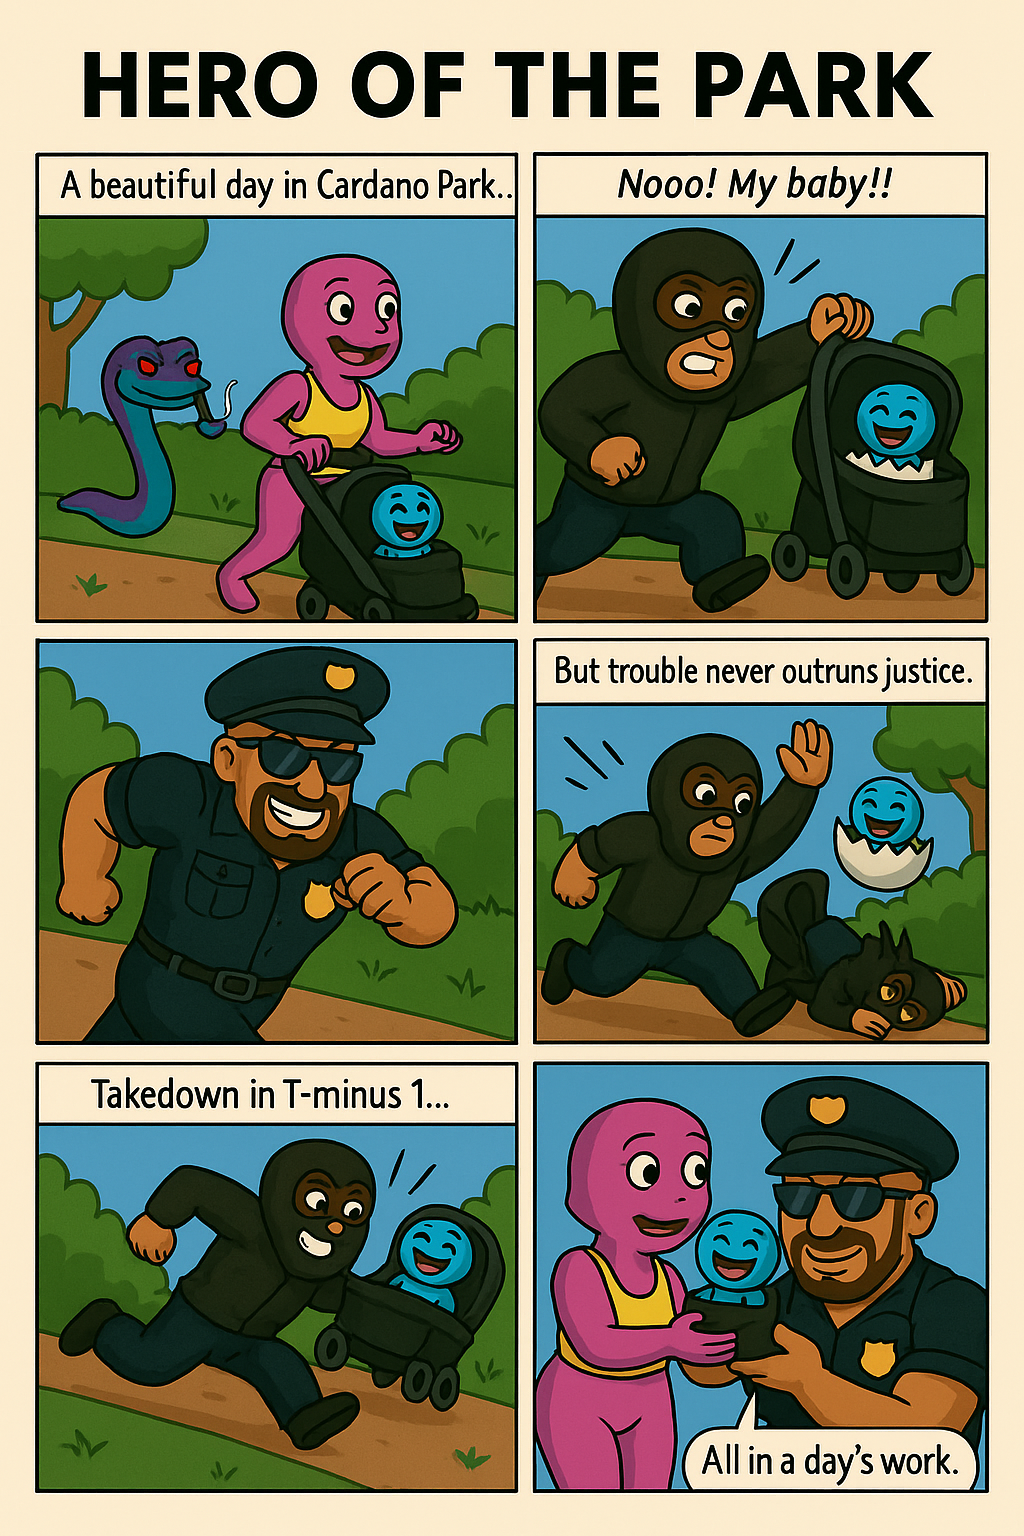 HERO OF THE PARK
A beautiful day in Cardano Park..
Nooo! My baby!!
But trouble never outruns justice.
Takedown in T-minus 1...
All in a day's work.